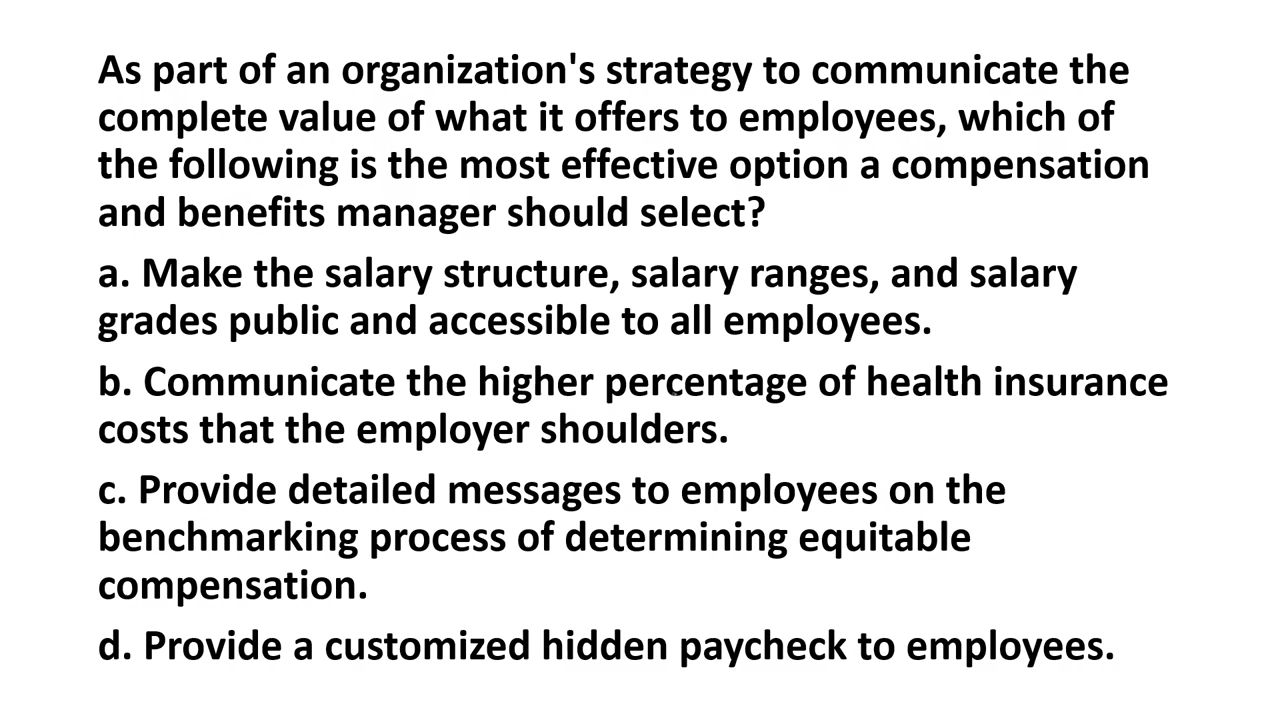 As part of an organization's strategy to communicate the
complete value of what it offers to employees, which of
the following is the most effective option a compensation
and benefits manager should select?
a. Make the salary structure, salary ranges, and salary
grades public and accessible to all employees.
b. Communicate the higher percentage of health insurance
costs that the employer shoulders.
c. Provide detailed messages to employees on the
benchmarking process of determining equitable
compensation.
d. Provide a customized hidden paycheck to employees.